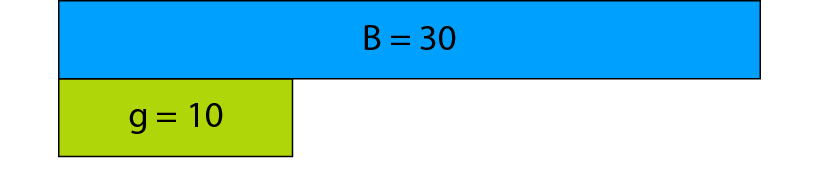 B = 30
g = 10